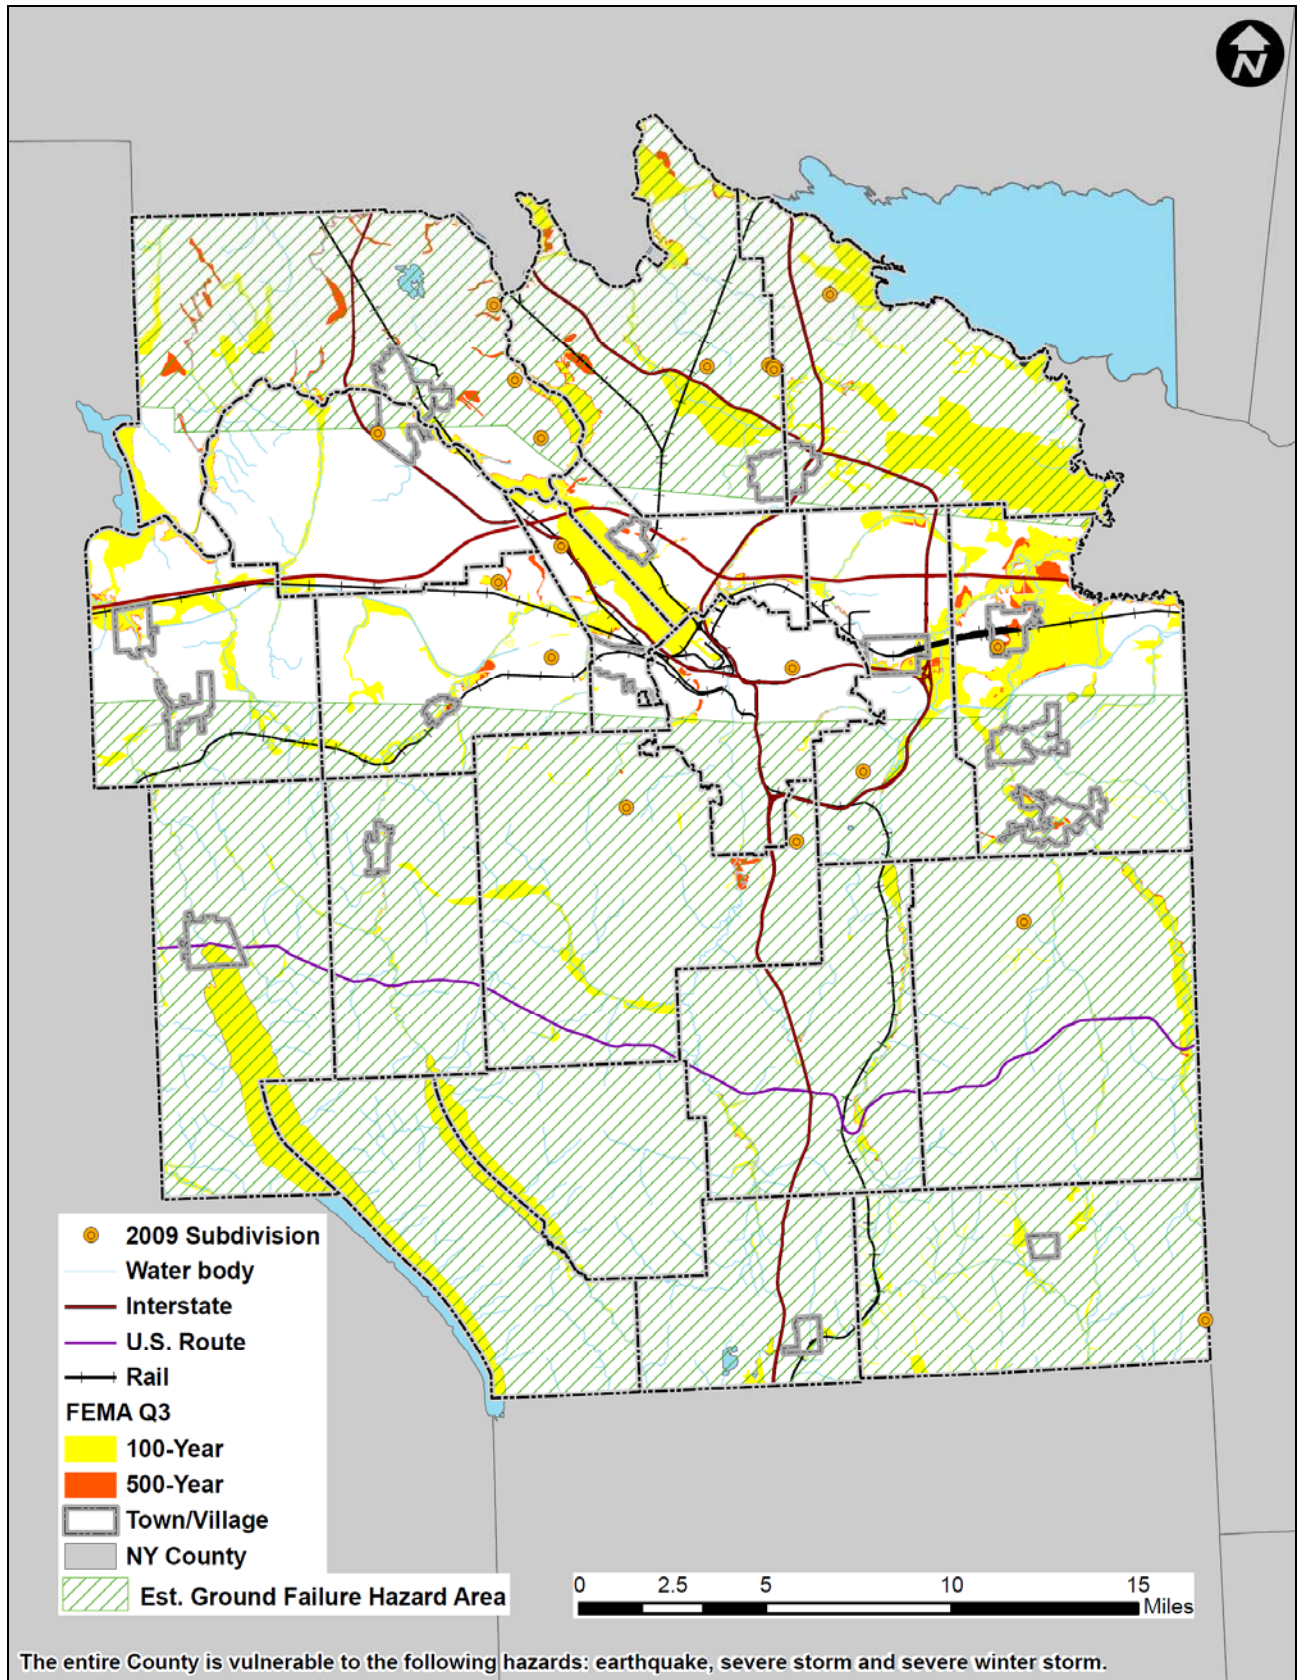 N
2009 Subdivision
Water body
Interstate
U.S. Route
Rail
FEMA Q3
100-Year
500-Year
Town/Village
NY County
Est. Ground Failure Hazard Area
0 2.5 5 10 15
Miles
The entire County is vulnerable to the following hazards: earthquake, severe storm and severe winter storm.